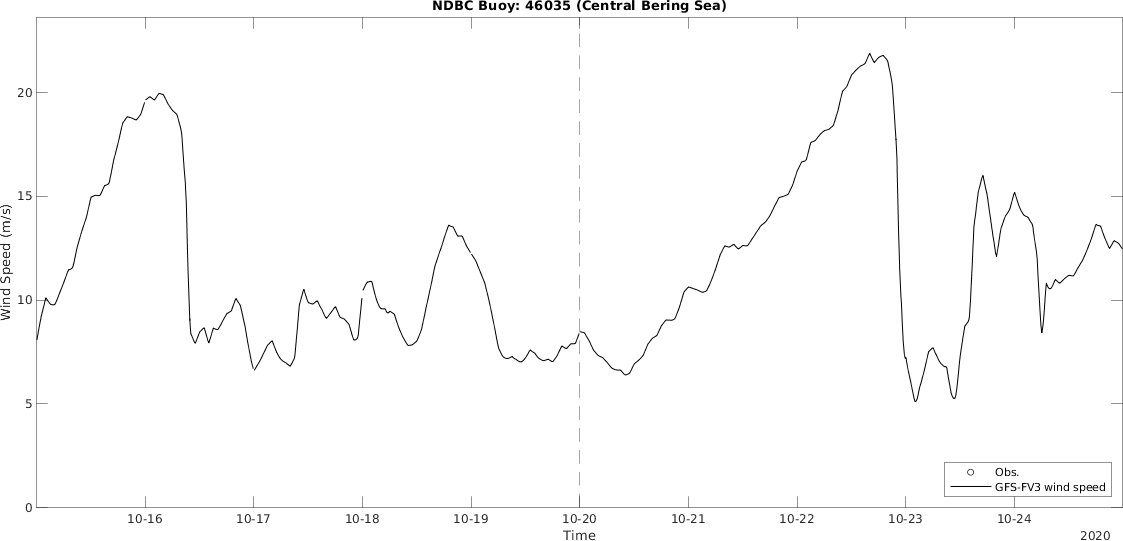 NDBC Buoy: 46035 (Central Bering Sea)
Wind Speed (m/s)
20
15
10
5
0
Obs.
GFS-FV3 wind speed
10-16 10-17 10-18 10-19 10-20 10-21 10-22 10-23 10-24
Time
2020